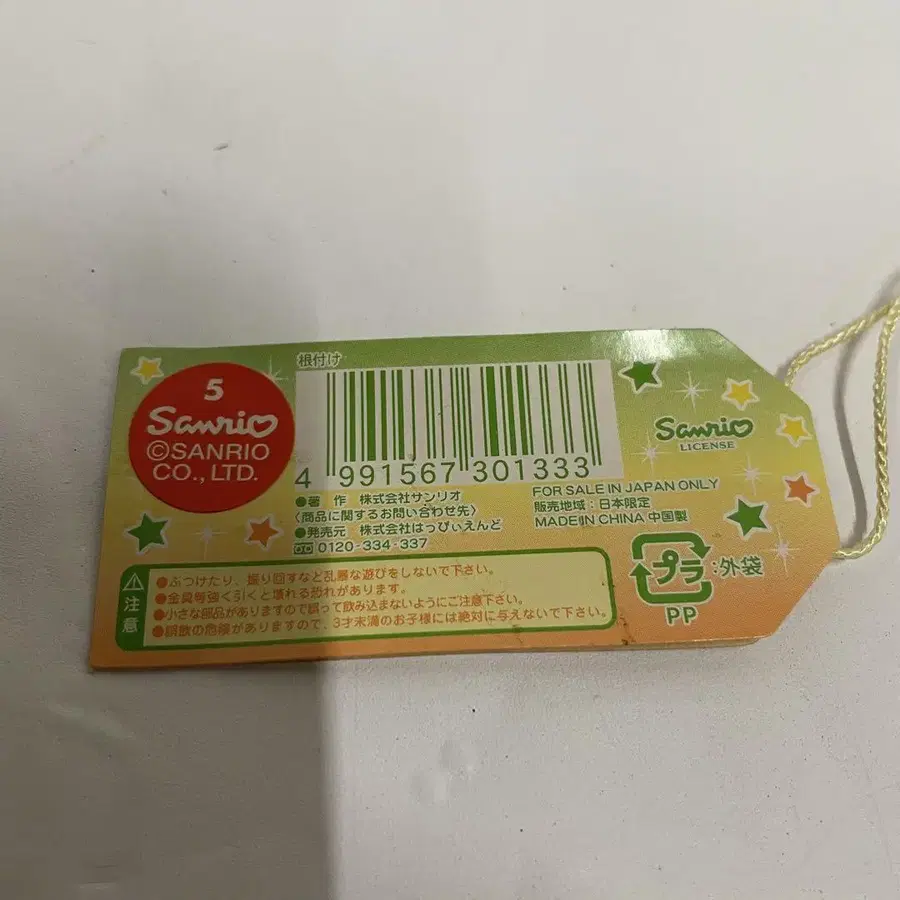 5
Sanrio
©SANRIO
CO., LTD.
根付け
4 991567 301333
●著 作 株式会社サンリオ
〈商品に関するお問い合わせ先〉
●発売元 株式会社はっぴぃえんど
0120-334-337
Sanrio
LICENSE
FOR SALE IN JAPAN ONLY
販売地域：日本限定
MADE IN CHINA 中国製
プラ
:外袋
PP
注意
●ぶつけたり、振り回すなど乱暴な遊びをしないで下さい。
●金具等強く引くと壊れる恐れがあります。
●小さな部品がありますので誤って飲み込まないようにご注意下さい。
●誤飲の危険がありますので、3才未満のお子様には絶対に与えないで下さい。